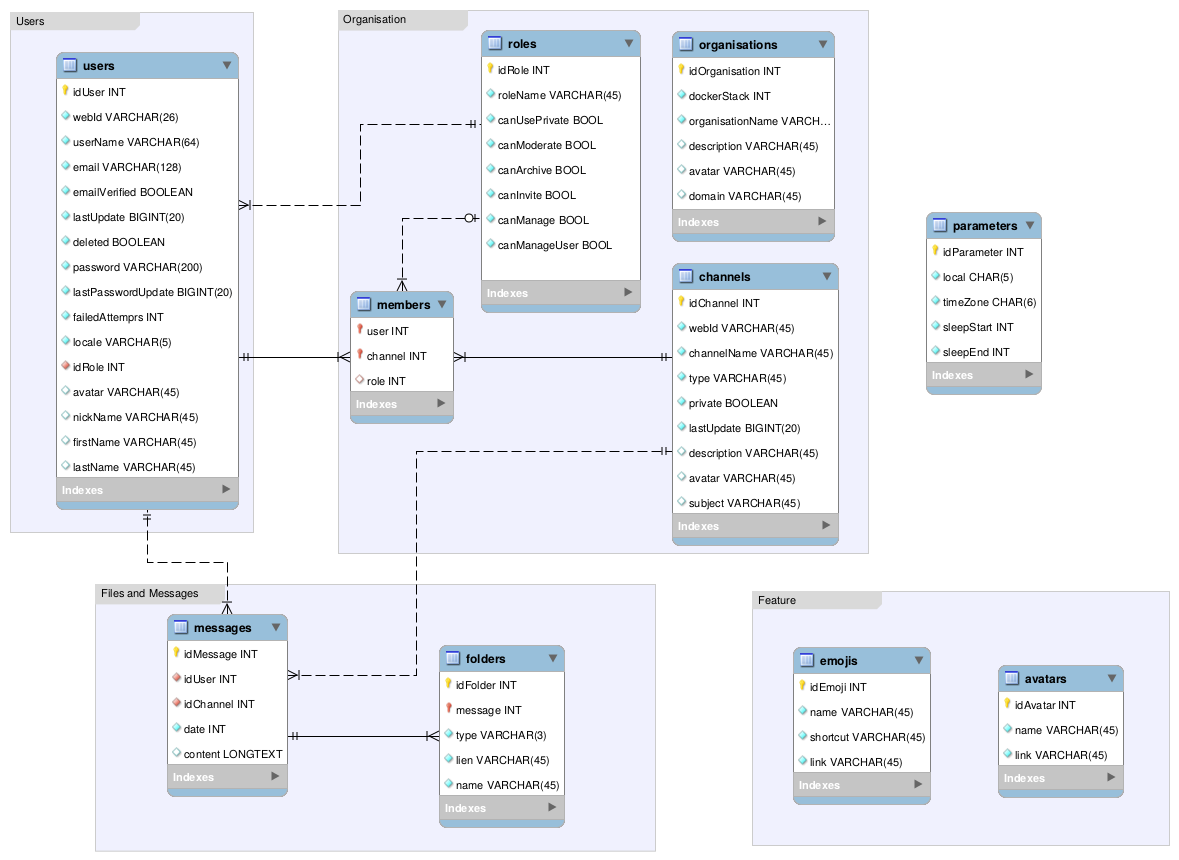 Users
users
idUser INT
webId VARCHAR(26)
userName VARCHAR(64)
email VARCHAR(128)
emailVerified BOOLEAN
lastUpdate BIGINT(20)
deleted BOOLEAN
password VARCHAR(200)
lastPasswordUpdate BIGINT(20)
failedAttemprs INT
locale VARCHAR(5)
idRole INT
avatar VARCHAR(45)
nickName VARCHAR(45)
firstName VARCHAR(45)
lastName VARCHAR(45)
Indexes
Organisation
roles
idRole INT
roleName VARCHAR(45)
canUsePrivate BOOL
canModerate BOOL
canArchive BOOL
canInvite BOOL
canManage BOOL
canManageUser BOOL
Indexes
organisations
idOrganisation INT
dockerStack INT
organisationName VARCH...
description VARCHAR(45)
avatar VARCHAR(45)
domain VARCHAR(45)
Indexes
members
user INT
channel INT
role INT
Indexes
channels
idChannel INT
webId VARCHAR(45)
channelName VARCHAR(45)
type VARCHAR(45)
private BOOLEAN
lastUpdate BIGINT(20)
description VARCHAR(45)
avatar VARCHAR(45)
subject VARCHAR(45)
Indexes
parameters
idParameter INT
local CHAR(5)
timeZone CHAR(6)
sleepStart INT
sleepEnd INT
Indexes
Files and Messages
messages
idMessage INT
idUser INT
idChannel INT
date INT
content LONGTEXT
Indexes
folders
idFolder INT
message INT
type VARCHAR(3)
lien VARCHAR(45)
name VARCHAR(45)
Indexes
Feature
emojis
idEmoji INT
name VARCHAR(45)
shortcut VARCHAR(45)
link VARCHAR(45)
Indexes
avatars
idAvatar INT
name VARCHAR(45)
link VARCHAR(45)
Indexes